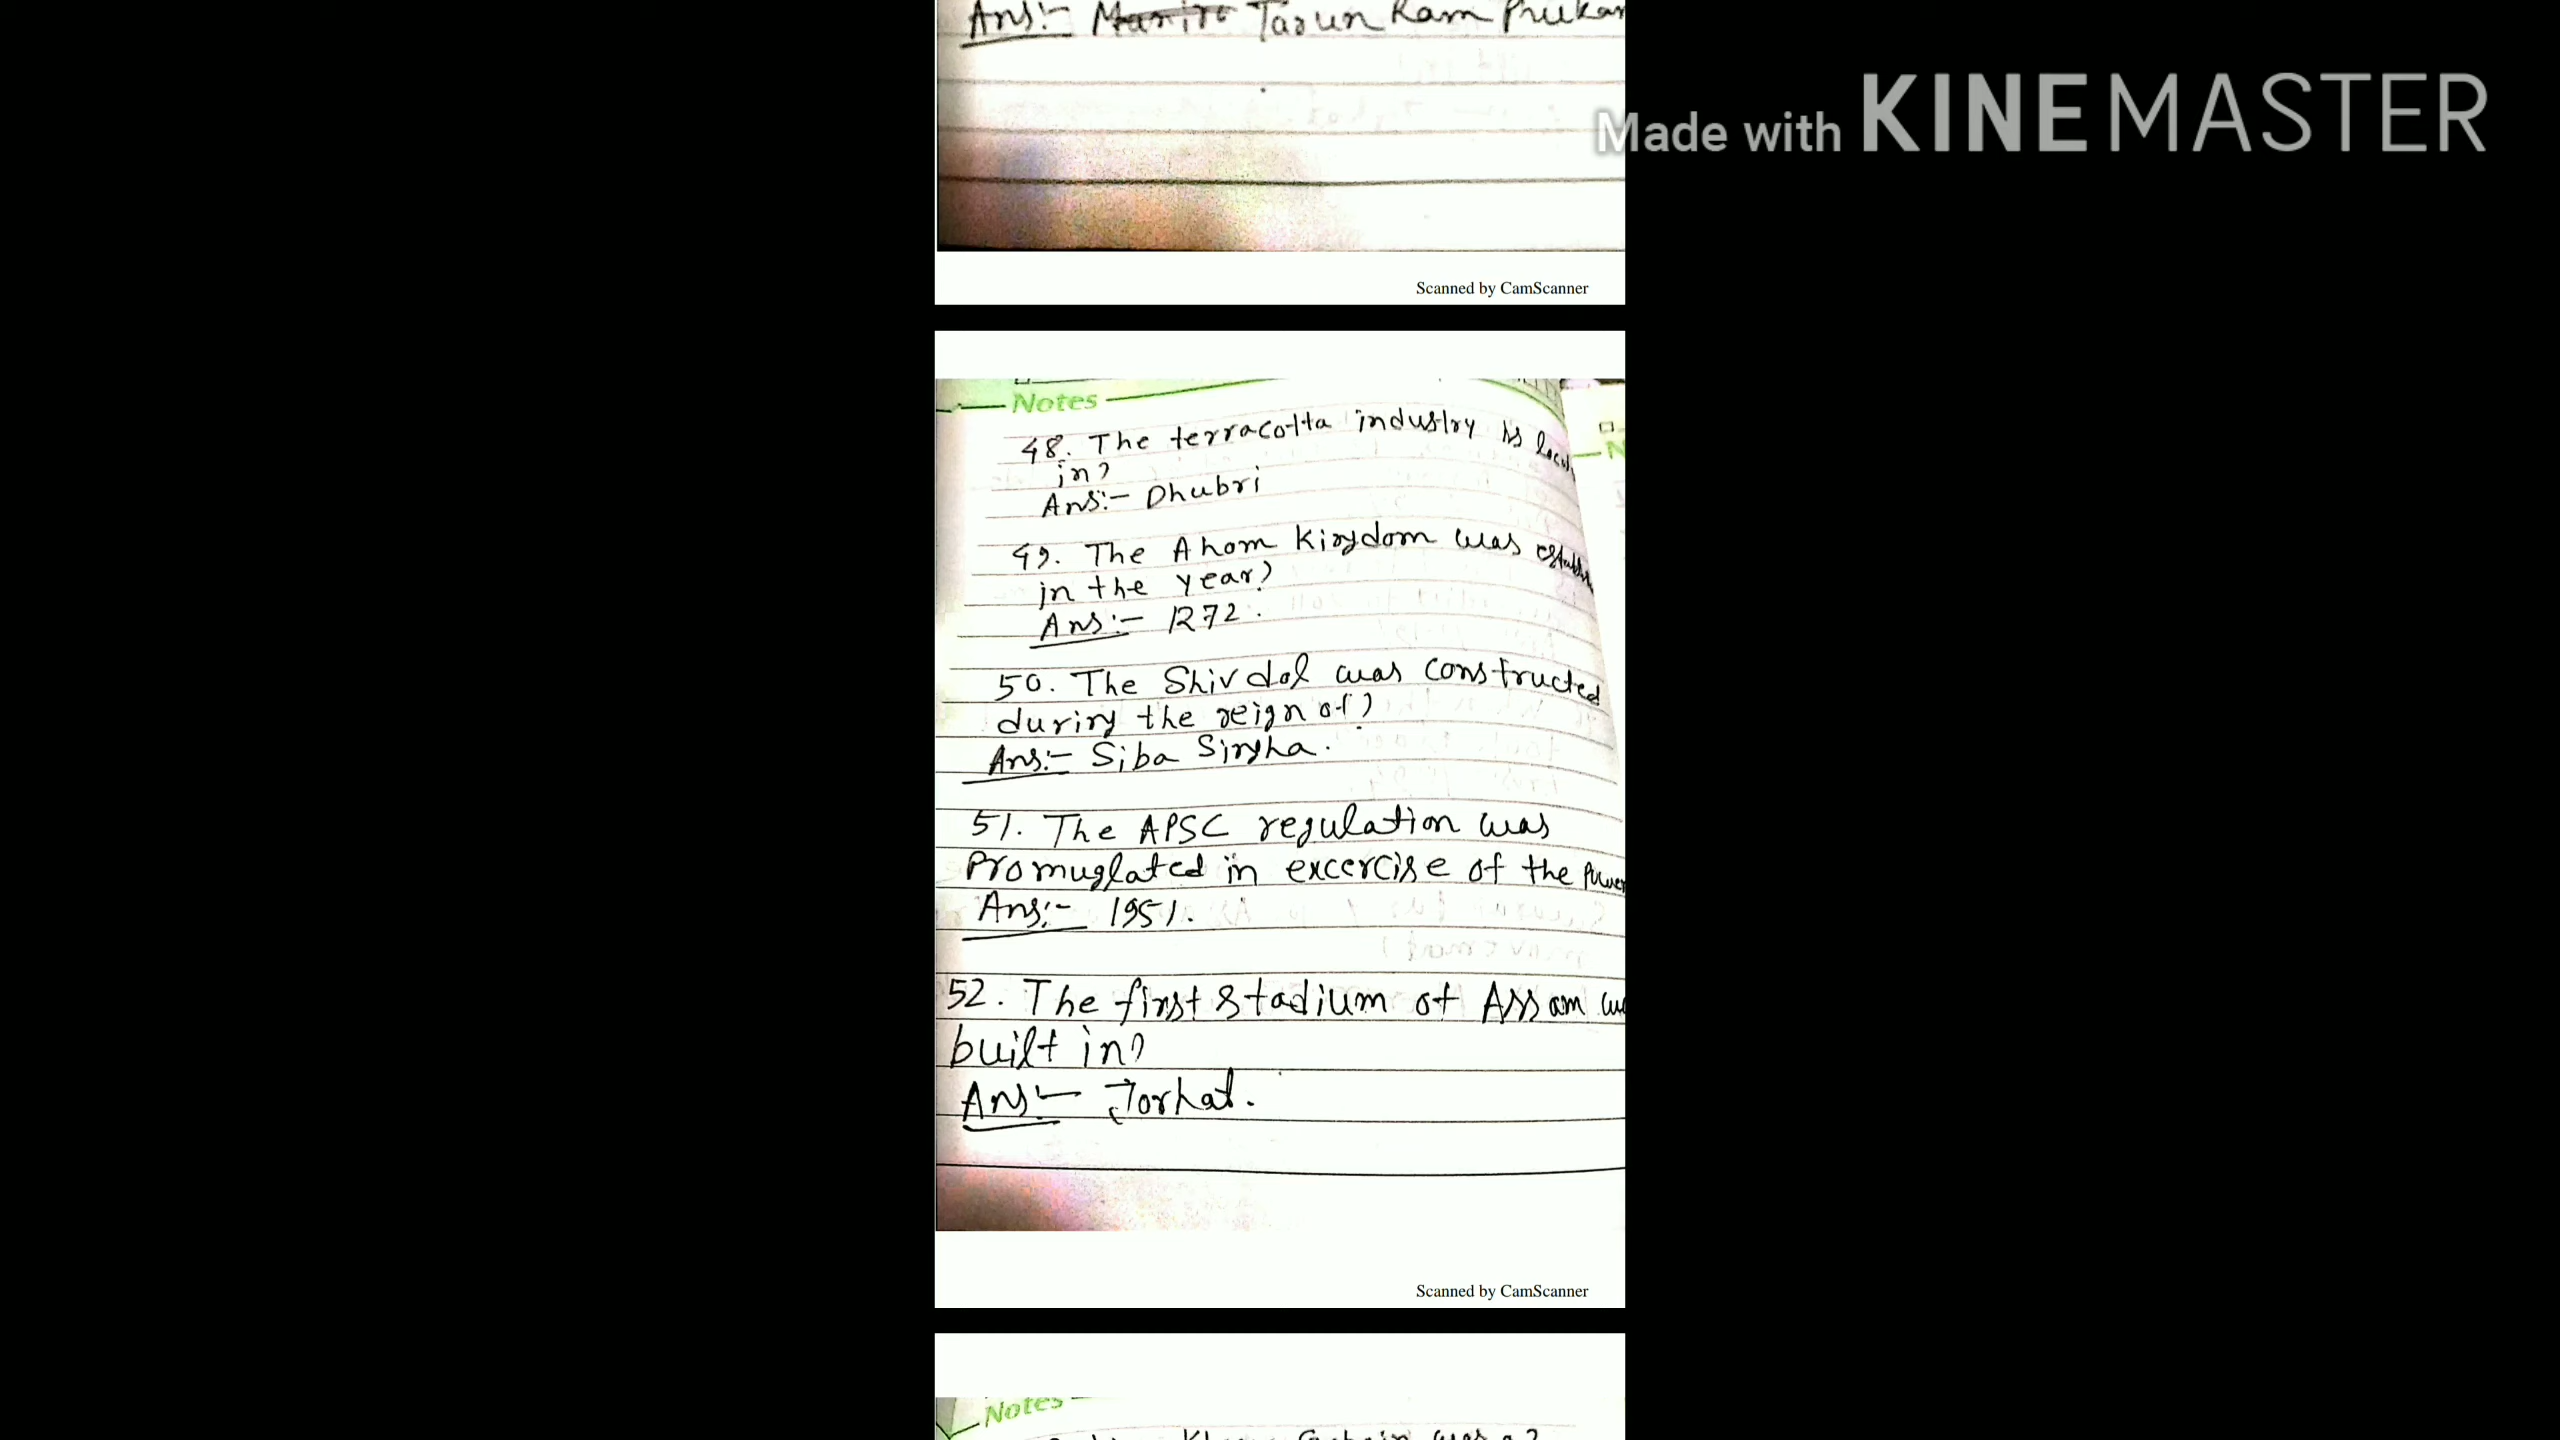 Ans:- Tarun Ram Phukan
Made with KINEMASTER
Scanned by CamScanner
Notes
48. The terracotta industry is
in?
Ans:- Dhubri
49. The Ahom Kingdom was
in the year?
Ans:- 1272.
50. The Shivdol was constructed
during the reign of?
Ans:- Siba Singha.
51. The APSC regulation was
Promuglated in excercise of the Power
Ans:- 1951.
52. The first stadium of Assam
built in?
Ans:- Jorhat.
Scanned by CamScanner
Notes